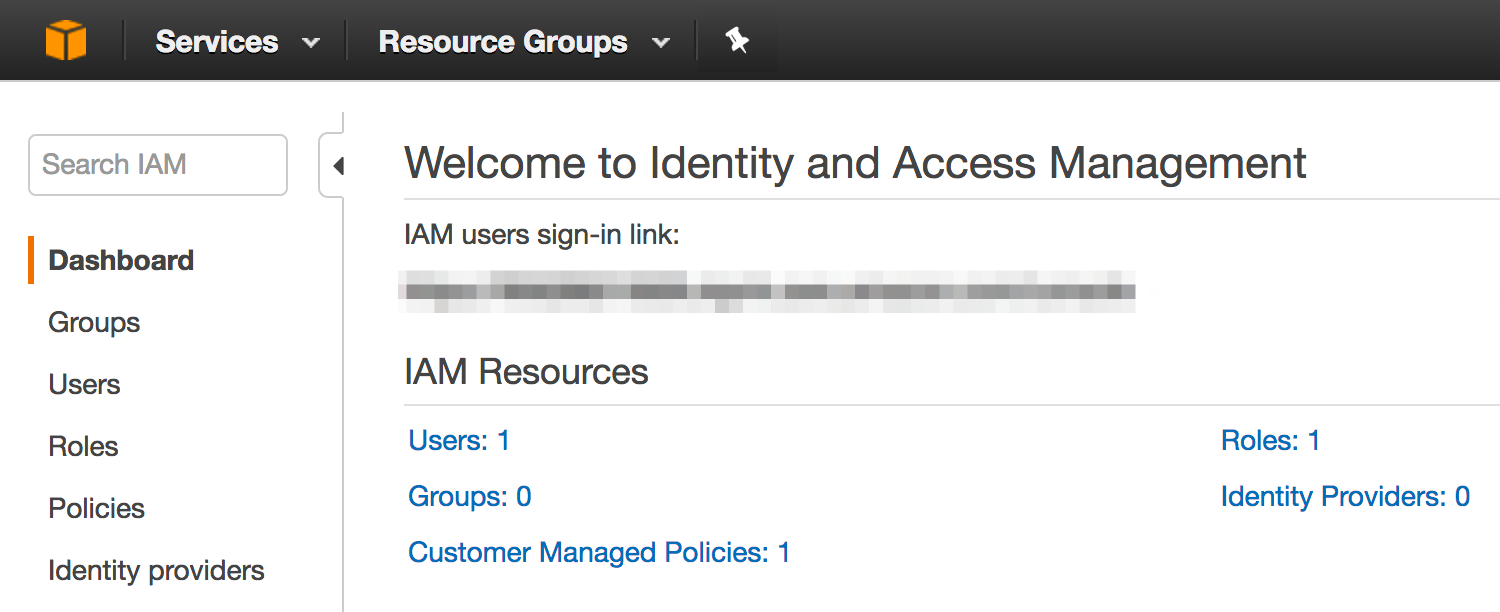 Services
Resource Groups
Search IAM
Dashboard
Groups
Users
Roles
Policies
Identity providers
Welcome to Identity and Access Management
IAM users sign-in link:
IAM Resources
Users: 1
Roles: 1
Groups: 0
Identity Providers: 0
Customer Managed Policies: 1